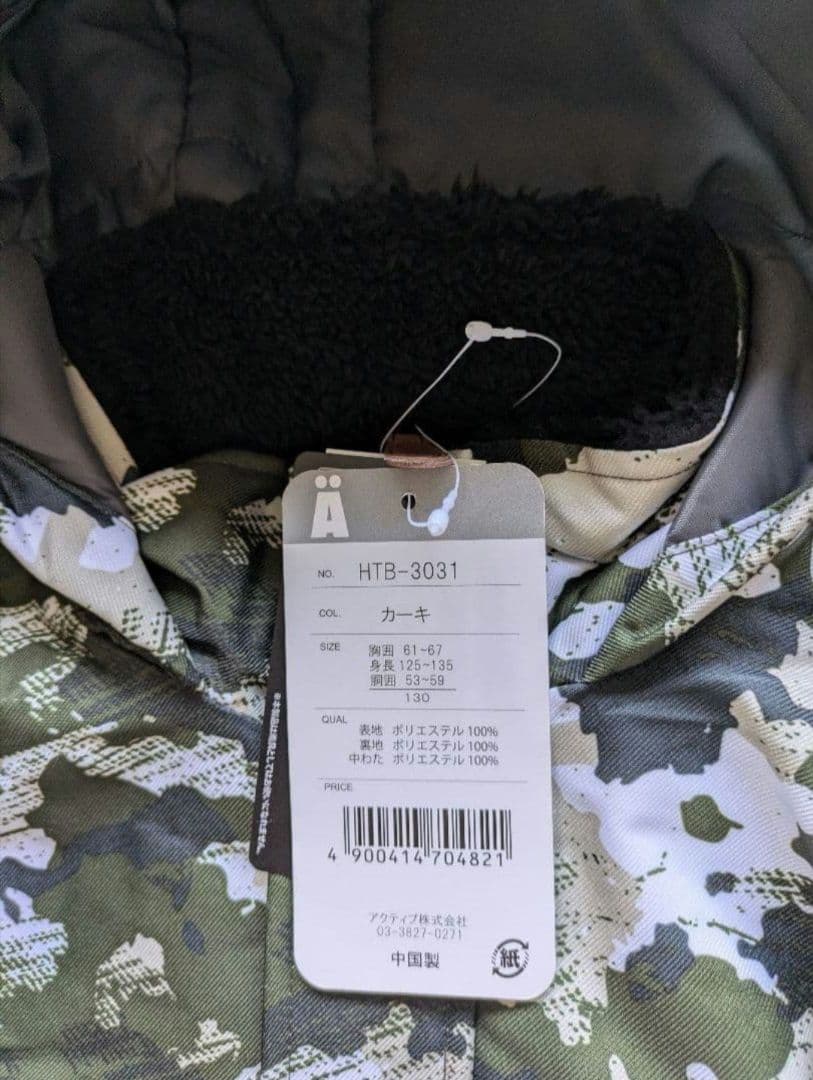 Ä
NO. HTB-3031
COL. カーキ
SIZE 胸囲 61~67
身長 125~135
胴囲 53~59
130
QUAL
表地 ポリエステル 100%
裏地 ポリエステル 100%
中わた ポリエステル 100%
PRICE
4 900414 704821
アクティブ株式会社
03-3827-0271
中国製
紙